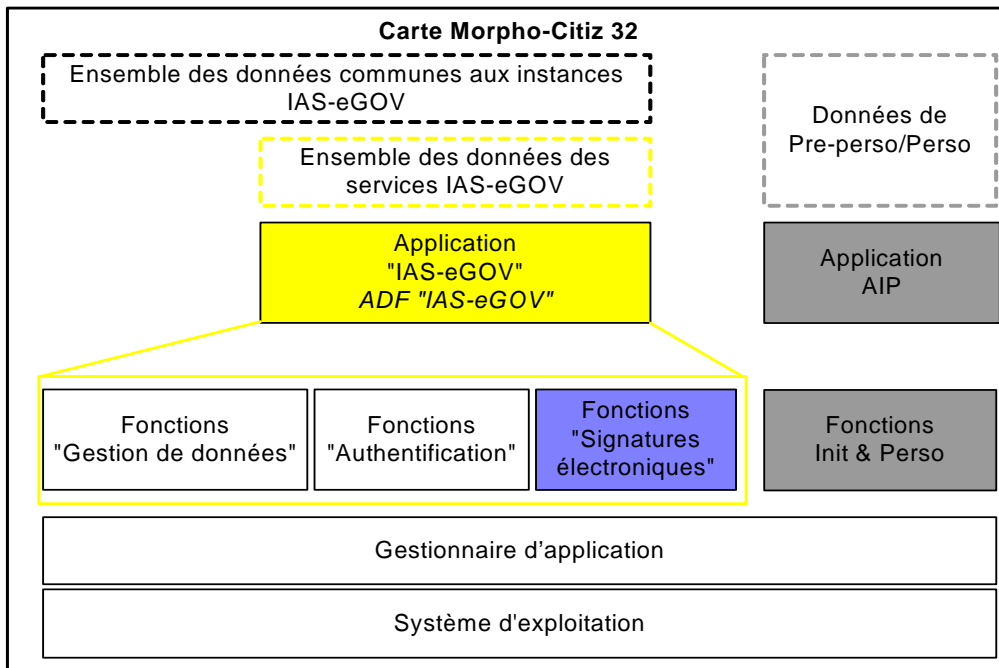 Carte Morpho-Citiz 32
Ensemble des données communes aux instances
IAS-eGOV
Données de
Pre-perso/Perso
Ensemble des données des
services IAS-eGOV
Application
"IAS-eGOV"
ADF "IAS-eGOV"
Application
AIP
Fonctions
"Gestion de données"
Fonctions
"Authentification"
Fonctions
"Signatures
électroniques"
Fonctions
Init & Perso
Gestionnaire d’application
Système d'exploitation